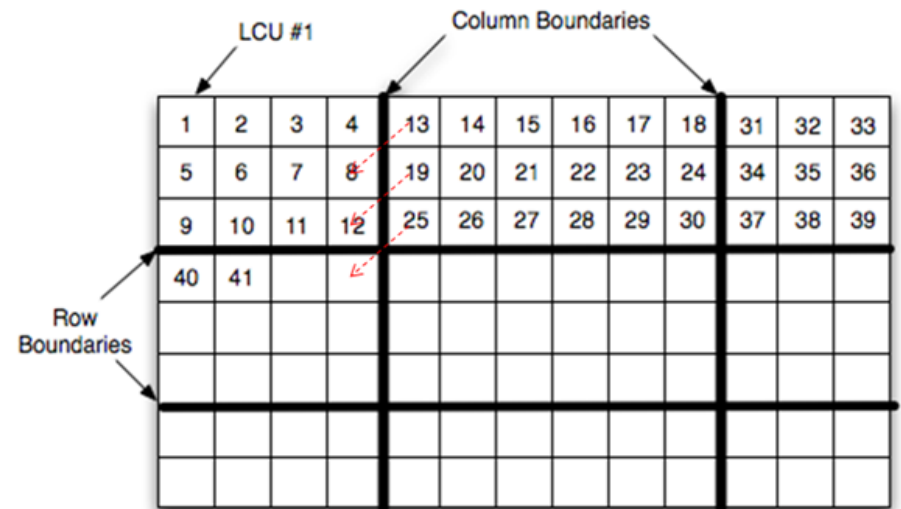 Column Boundaries
LCU #1
1 2 3 4 13 14 15 16 17 18 31 32 33
5 6 7 8 19 20 21 22 23 24 34 35 36
9 10 11 12 25 26 27 28 29 30 37 38 39
40 41
Row
Boundaries